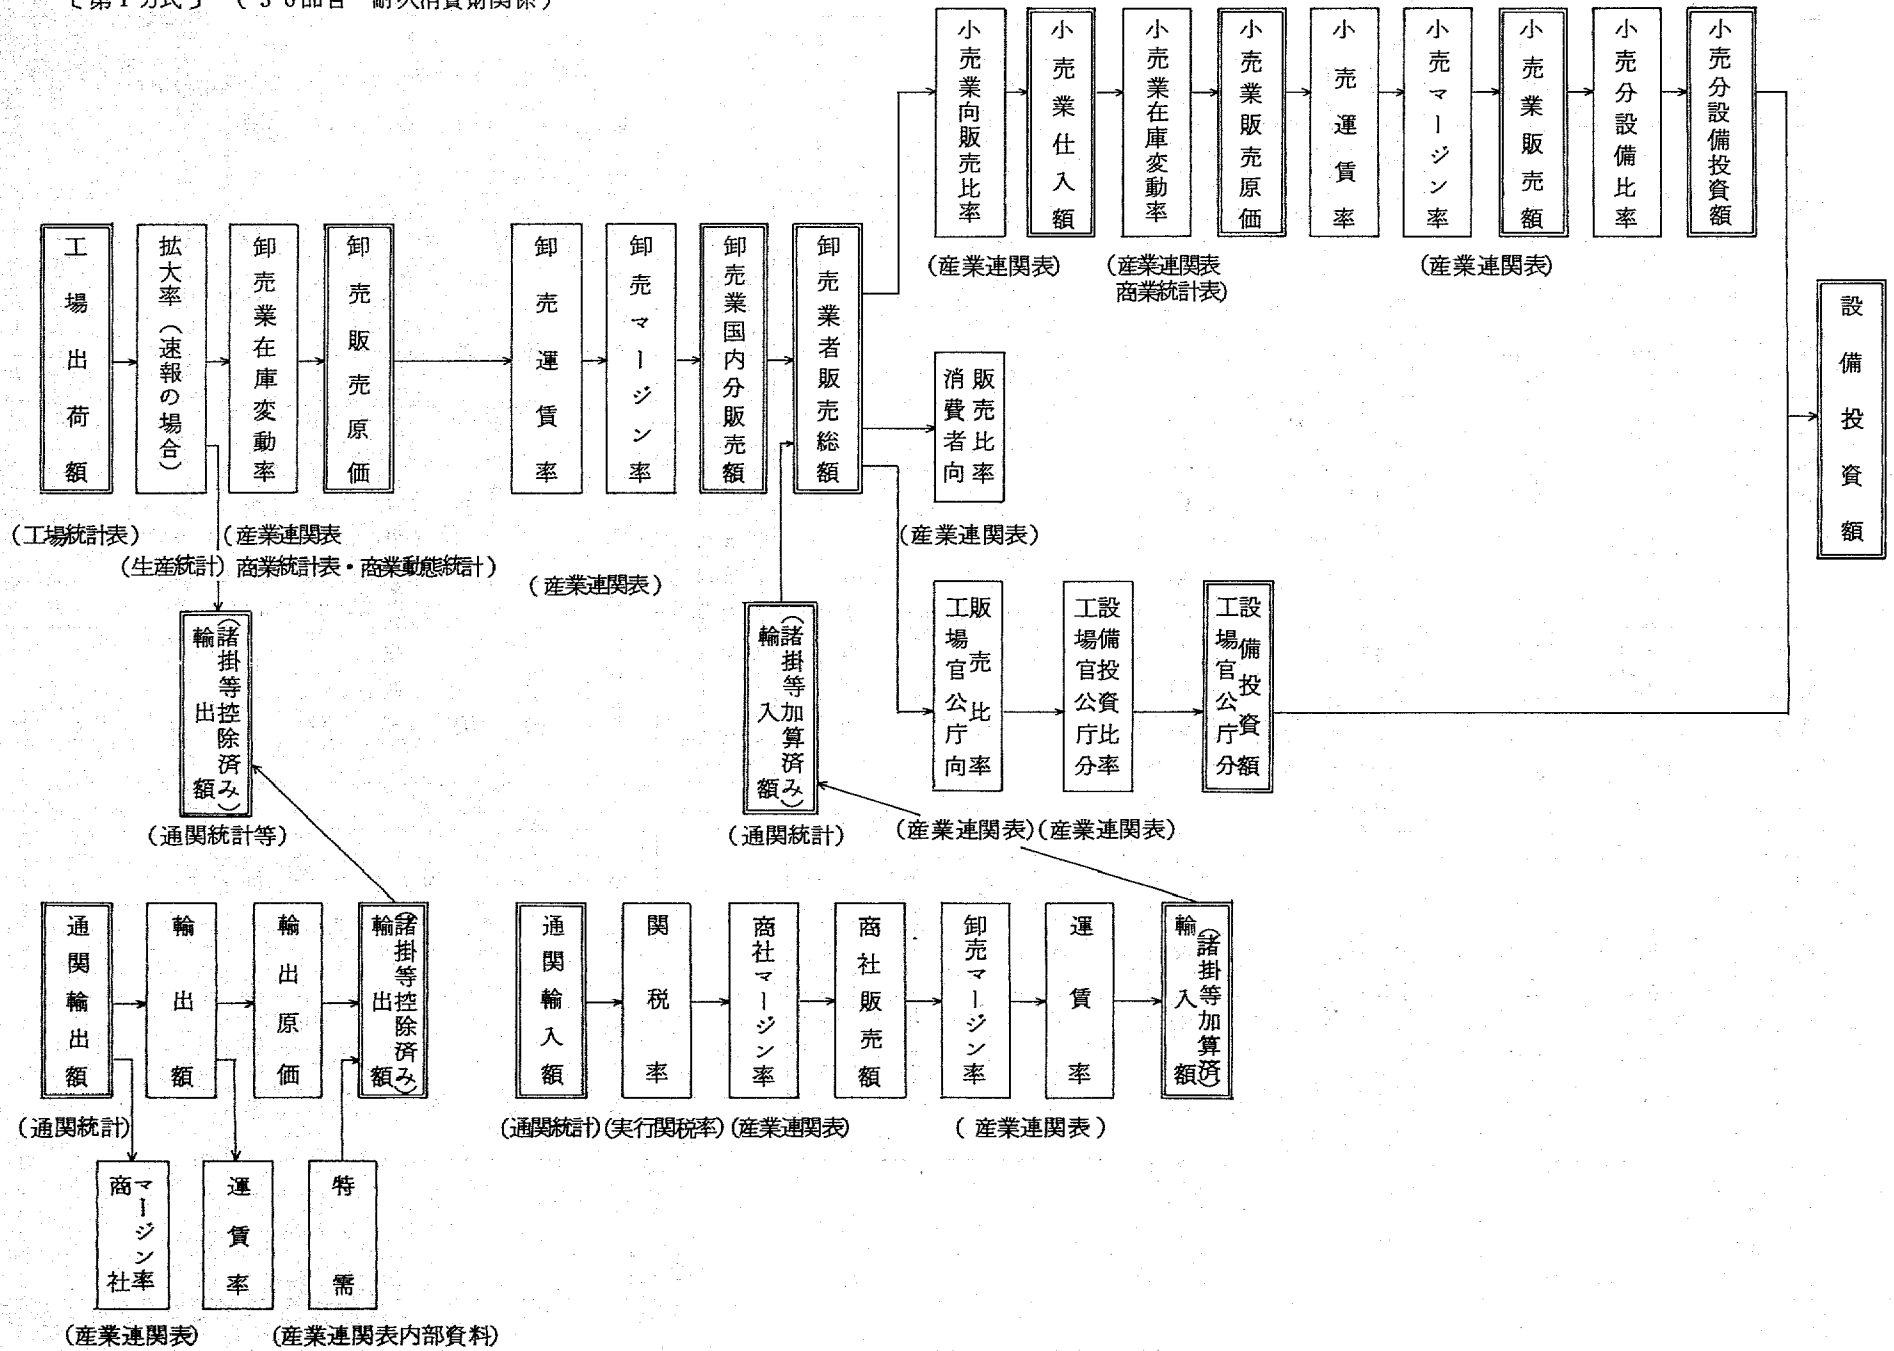 〔第1方式〕 (36品目 耐久消費財関係)
小売業向販売比率
小売業仕入額
小売業在庫変動率
小売業販売原価
小売運賃率
小売マージン率
小売業販売額
小売分設備比率
小売分設備投資額
(産業連関表)
(産業連関表
商業統計表)
(産業連関表)
工場出荷額
拡大率(速報の場合)
卸売業在庫変動率
卸売販売原価
卸売運賃率
卸売マージン率
卸売業国内分販売額
卸売業者販売総額
設備投資額
消費者向
販売比率
(工場統計表)
(産業連関表
(生産統計)
商業統計表・商業動態統計)
(産業連関表)
(産業連関表)
輸出額
(諸掛等控除済み)
(通関統計等)
輸入額
(諸掛等加算済み)
(通関統計)
工場官公庁向
販売比率
工場官公庁分
設備投資比率
工場官公庁分
設備投資額
(産業連関表)
(産業連関表)
通関輸出額
輸出額
輸出原価
輸出額
(諸掛等控除済み)
通関輸入額
関税率
商社マージン率
商社販売額
卸売マージン率
運賃率
輸入額
(諸掛等加算済)
(通関統計)
(通関統計)
(実行関税率)
(産業連関表)
(産業連関表)
商社
マージン率
運賃率
特需
(産業連関表)
(産業連関表内部資料)